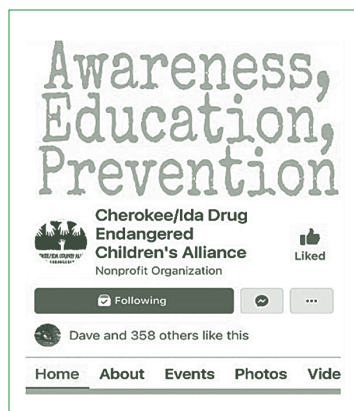 Awareness,
Education,
Prevention
Cherokee/Ida Drug
Endangered
Children's Alliance
Nonprofit Organization
Liked
Following
Dave and 358 others like this
Home About Events Photos Vide